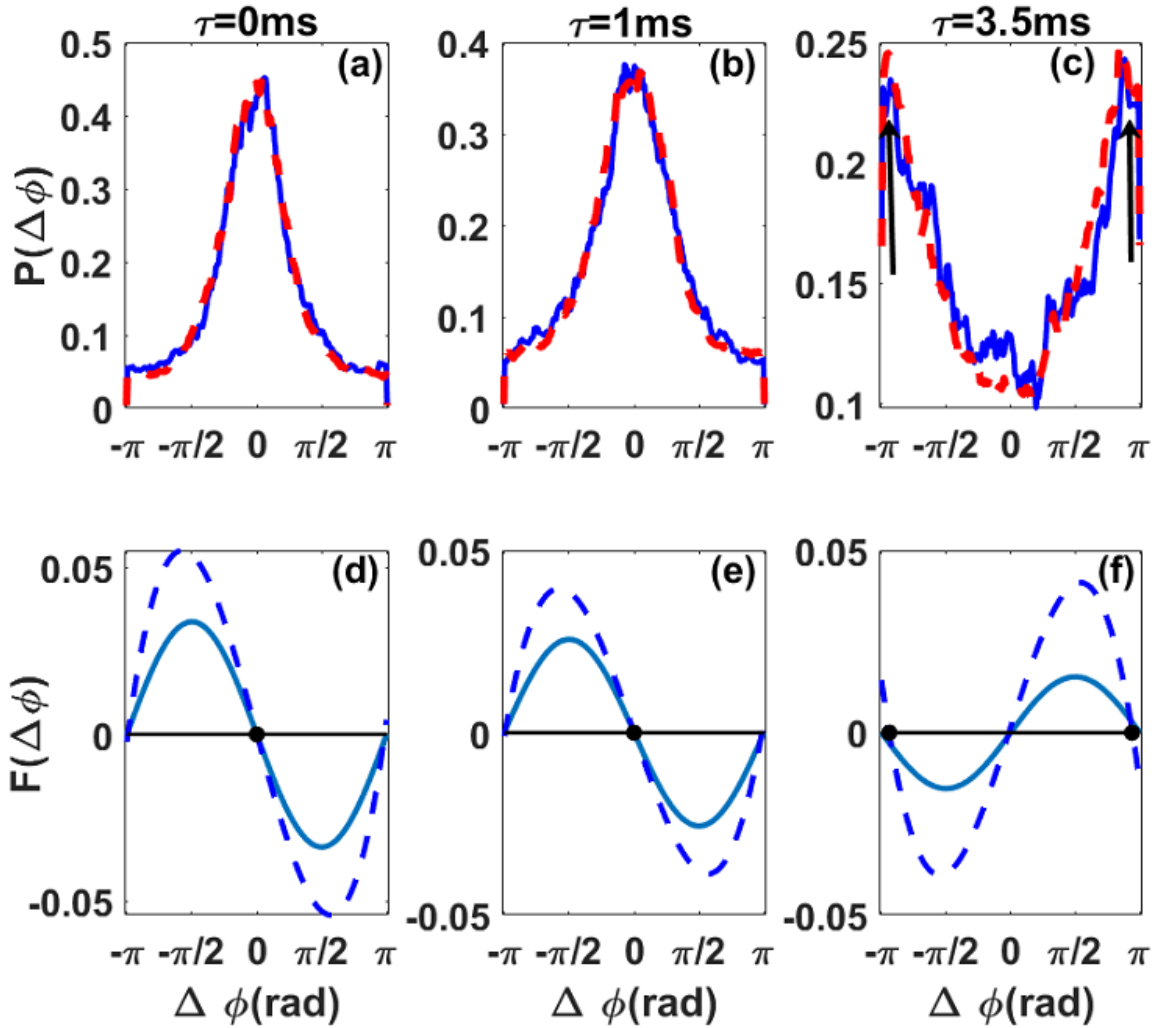 τ=0ms τ=1ms τ=3.5ms
(a) (b) (c)
P(Δϕ)
0.5 0.4 0.3 0.2 0.1 0
0.4 0.3 0.2 0.1 0
0.25 0.2 0.15 0.1
-π -π/2 0 π/2 π
-π -π/2 0 π/2 π
-π -π/2 0 π/2 π
(d) (e) (f)
F(Δϕ)
0.05 0 -0.05
0.05 0 -0.05
0.05 0 -0.05
-π -π/2 0 π/2 π
-π -π/2 0 π/2 π
-π -π/2 0 π/2 π
Δ ϕ(rad) Δ ϕ(rad) Δ ϕ(rad)